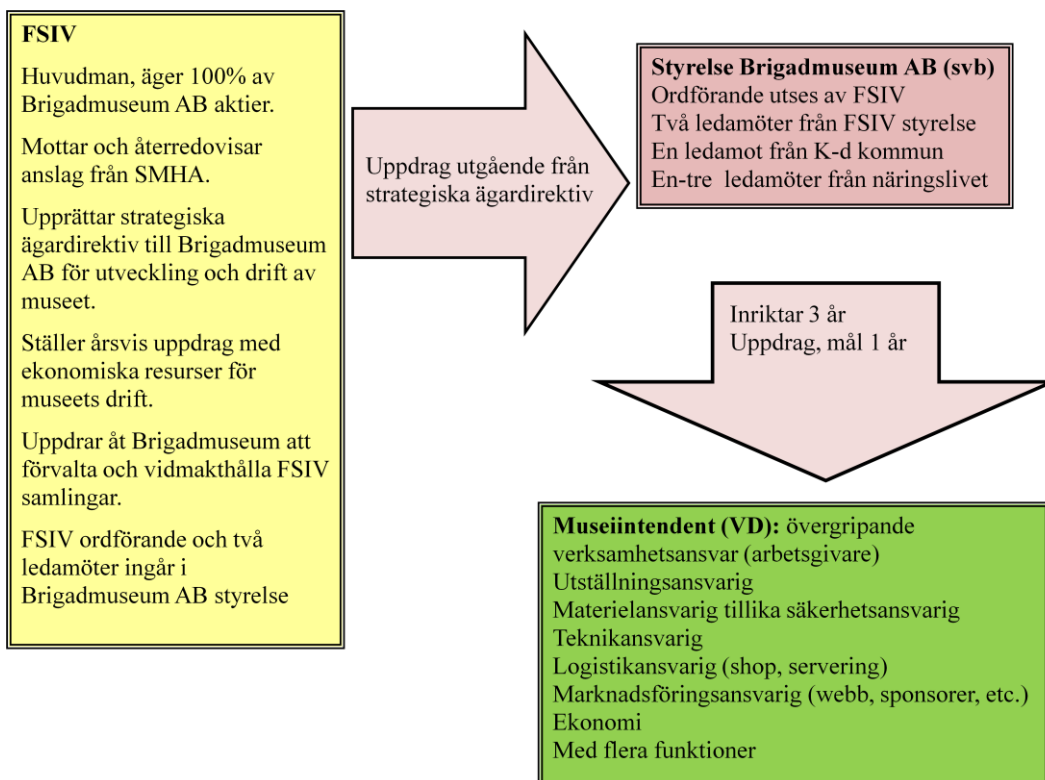 FSIV
Huvudman, äger 100% av
Brigadmuseum AB aktier.
Mottar och återredovisar
anslag från SMHA.
Upprättar strategiska
ägardirektiv till Brigadmuseum
AB för utveckling och drift av
museet.
Ställer årsvis uppdrag med
ekonomiska resurser för
museets drift.
Uppdrar åt Brigadmuseum att
förvalta och vidmakthålla FSIV
samlingar.
FSIV ordförande och två
ledamöter ingår i
Brigadmuseum AB styrelse
Uppdrag utgående från
strategiska ägardirektiv
Styrelse Brigadmuseum AB (svb)
Ordförande utses av FSIV
Två ledamöter från FSIV styrelse
En ledamot från K-d kommun
En-tre ledamöter från näringslivet
Inriktar 3 år
Uppdrag, mål 1 år
Museiintendent (VD): övergripande
verksamhetsansvar (arbetsgivare)
Utställningsansvarig
Materielansvarig tillika säkerhetsansvarig
Teknikansvarig
Logistikansvarig (shop, servering)
Marknadsföringsansvarig (webb, sponsorer, etc.)
Ekonomi
Med flera funktioner